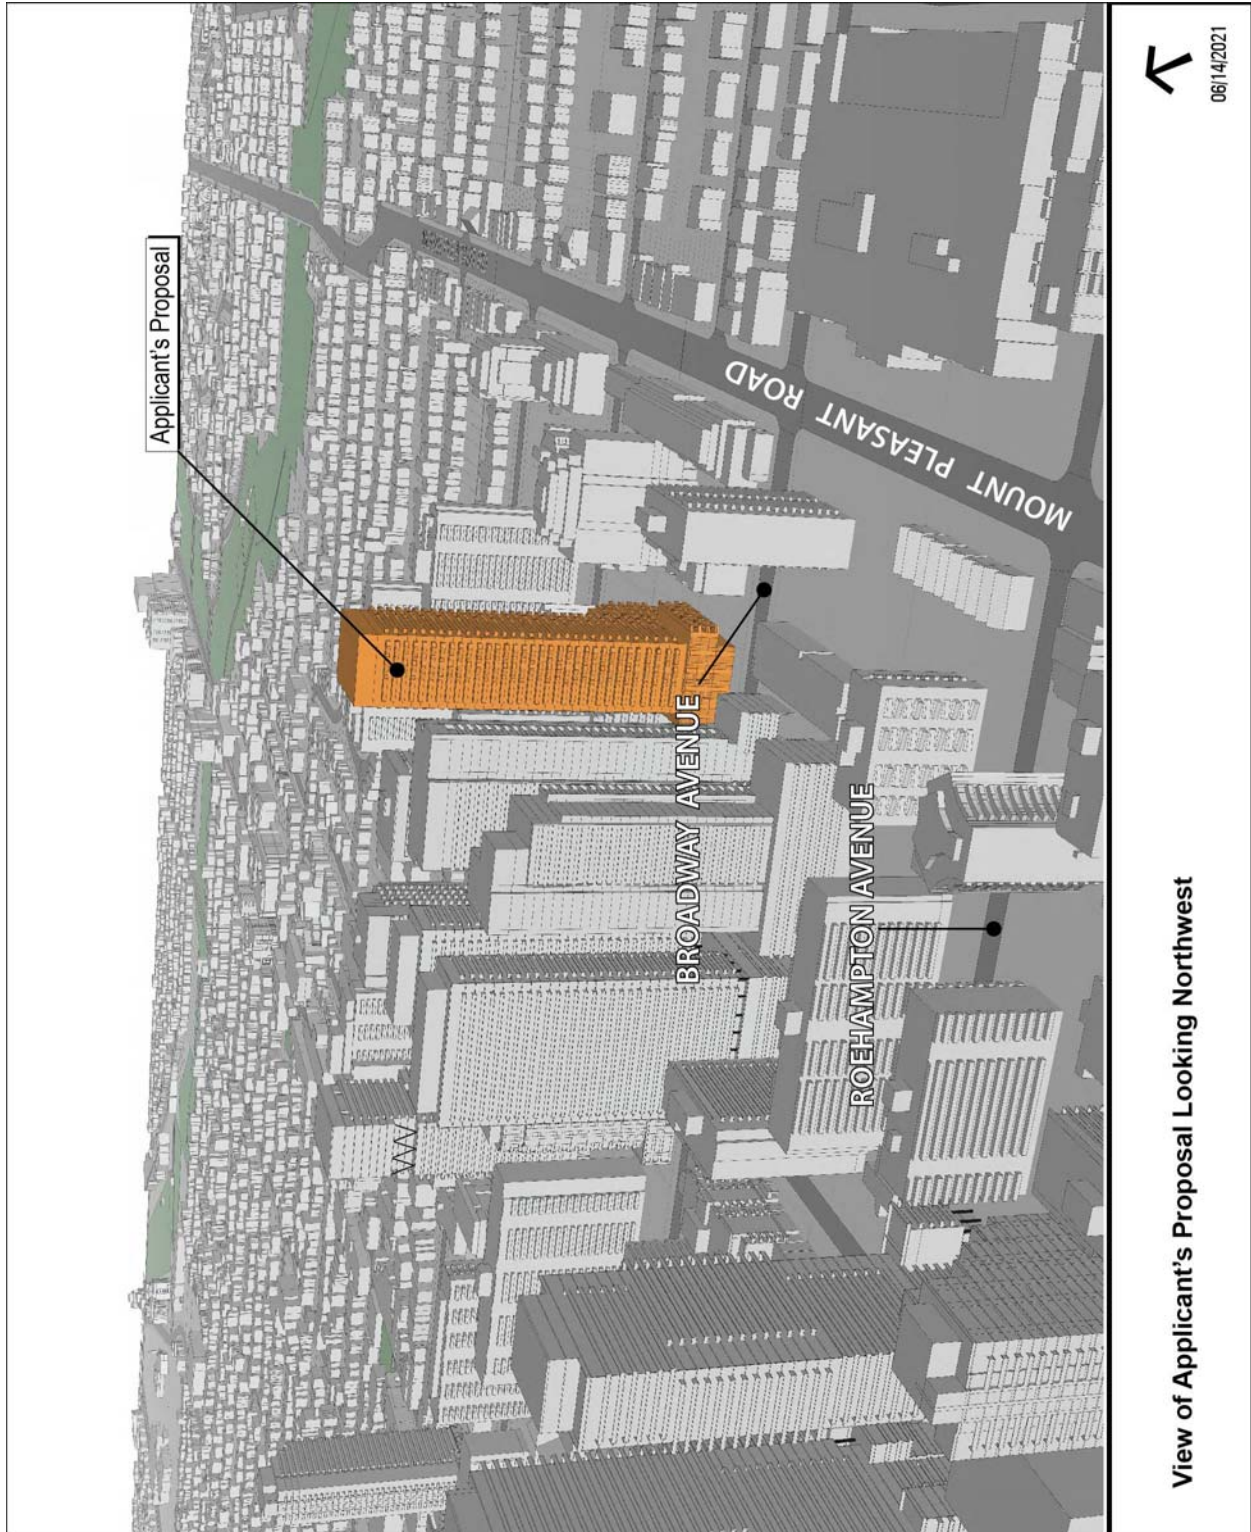 Applicant's Proposal
MOUNT PLEASANT ROAD
BROADWAY AVENUE
ROEHAMPTON AVENUE
View of Applicant's Proposal Looking Northwest
06/14/2021